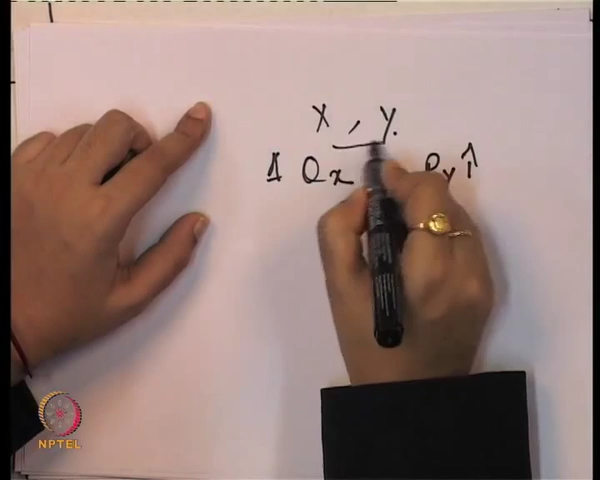 X , Y.
↑ Qx Py ↑
NPTEL